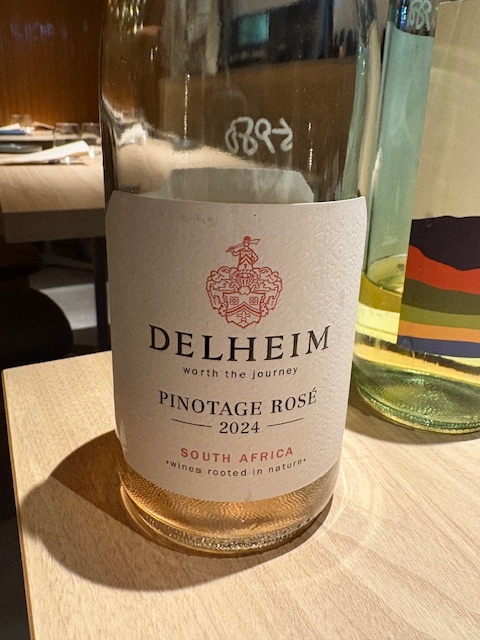 DELHEIM
worth the journey
PINOTAGE ROSÉ
2024
SOUTH AFRICA
•wines rooted in nature•